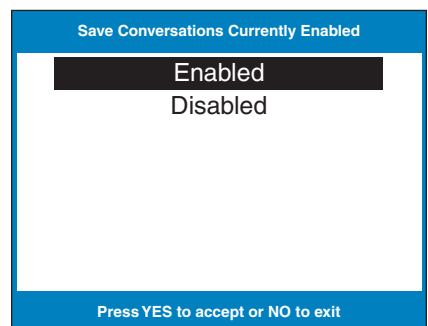 Save Conversations Currently Enabled
Enabled
Disabled
Press YES to accept or NO to exit